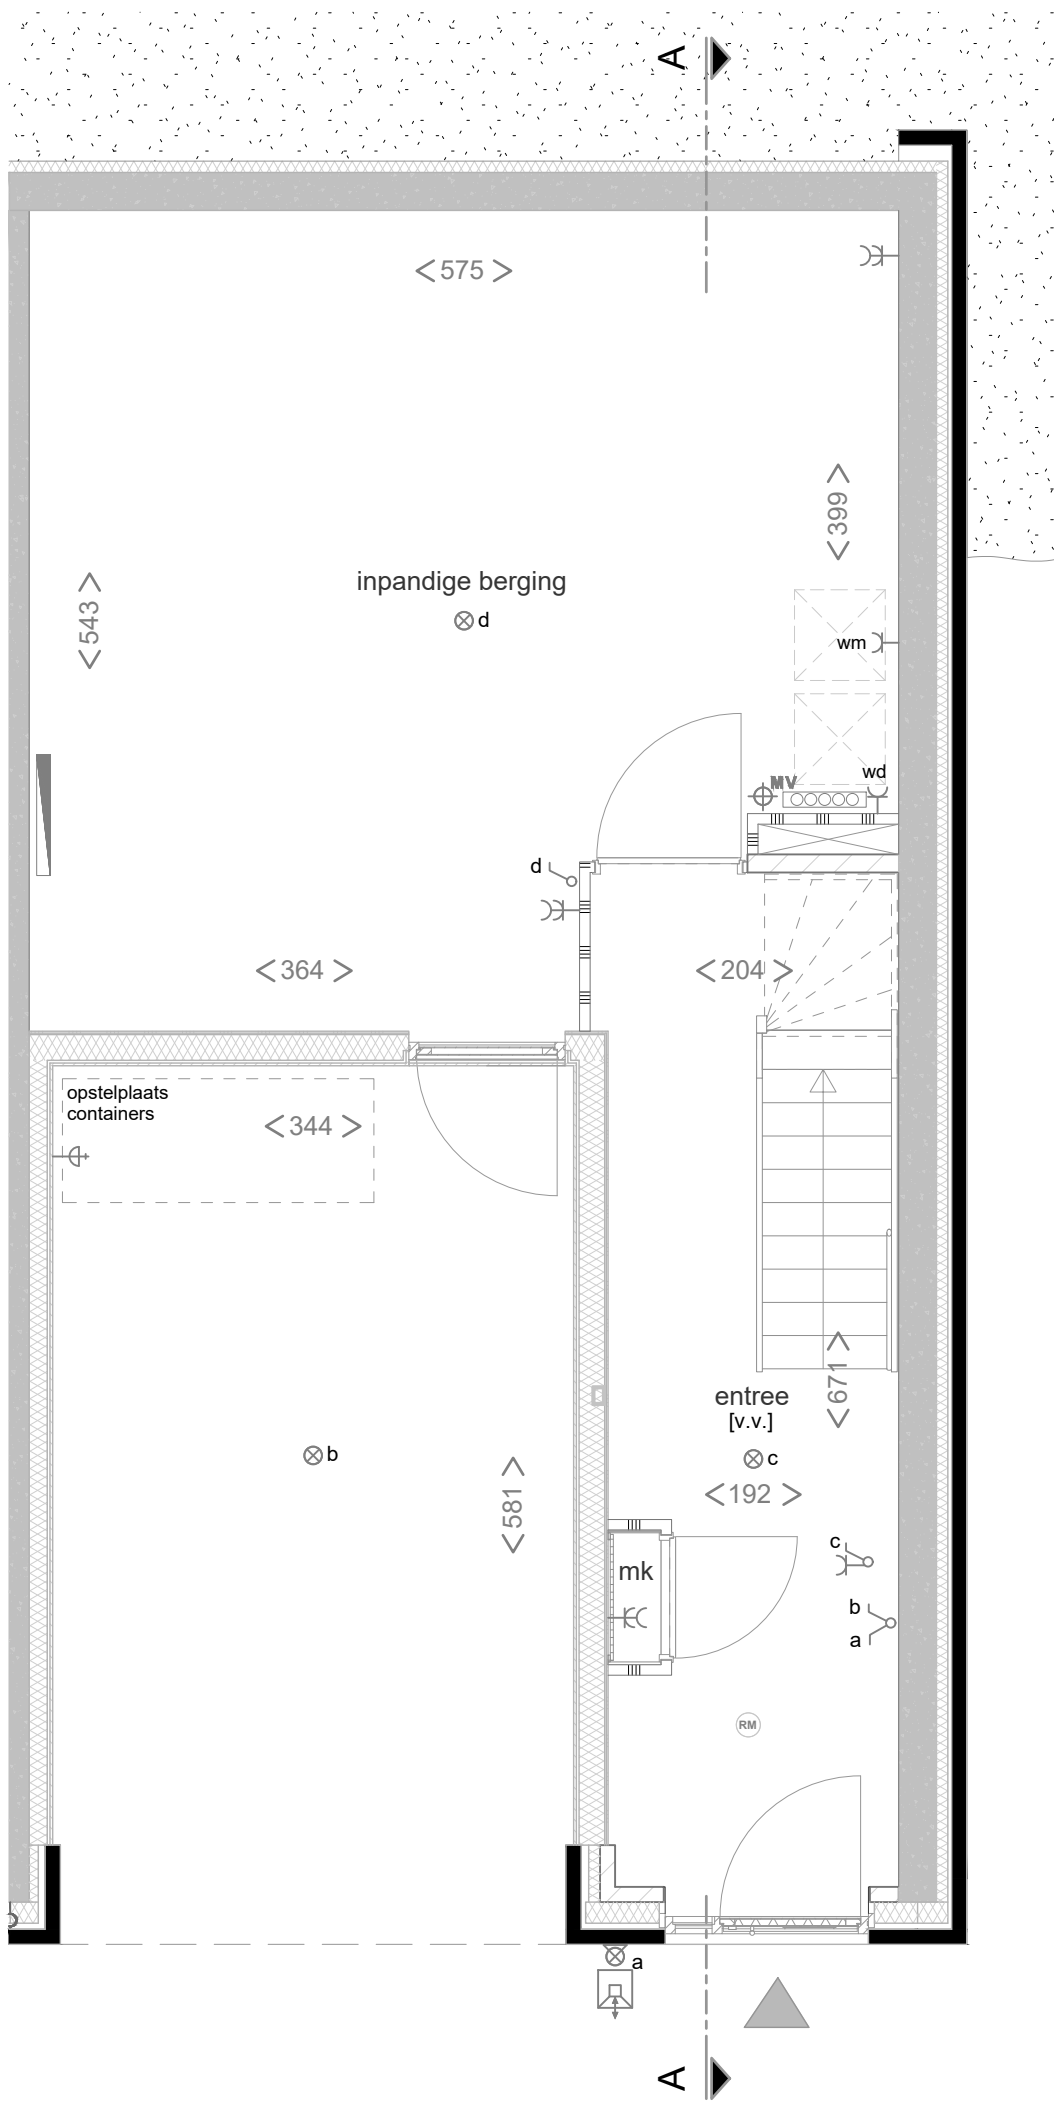 A
<575>
<399>
inpandige berging
<543>
d
wm
wd
MV
d
<364>
<204>
opstelplaats
containers
<344>
<671>
entree
[v.v.]
b
c
<581>
<192>
c
mk
b
a
RM
a
A